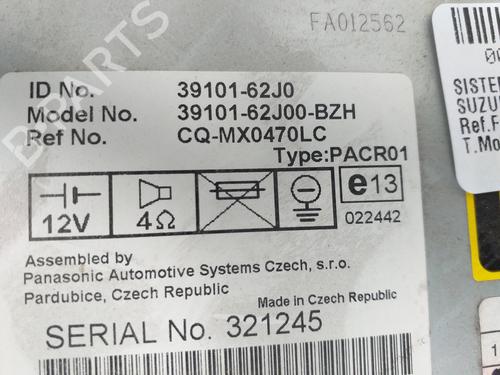 FA012562
ID No. 39101-62J0
Model No. 39101-62J00-BZH
Ref No. CQ-MX0470LC
Type:PACR01
12V
4Ω
e13
022442
Assembled by
Panasonic Automotive Systems Czech, s.r.o.
Pardubice, Czech Republic
Made in Czech Republic
SERIAL No. 321245
SISTE
SUZU
Ref.F
T.Mo